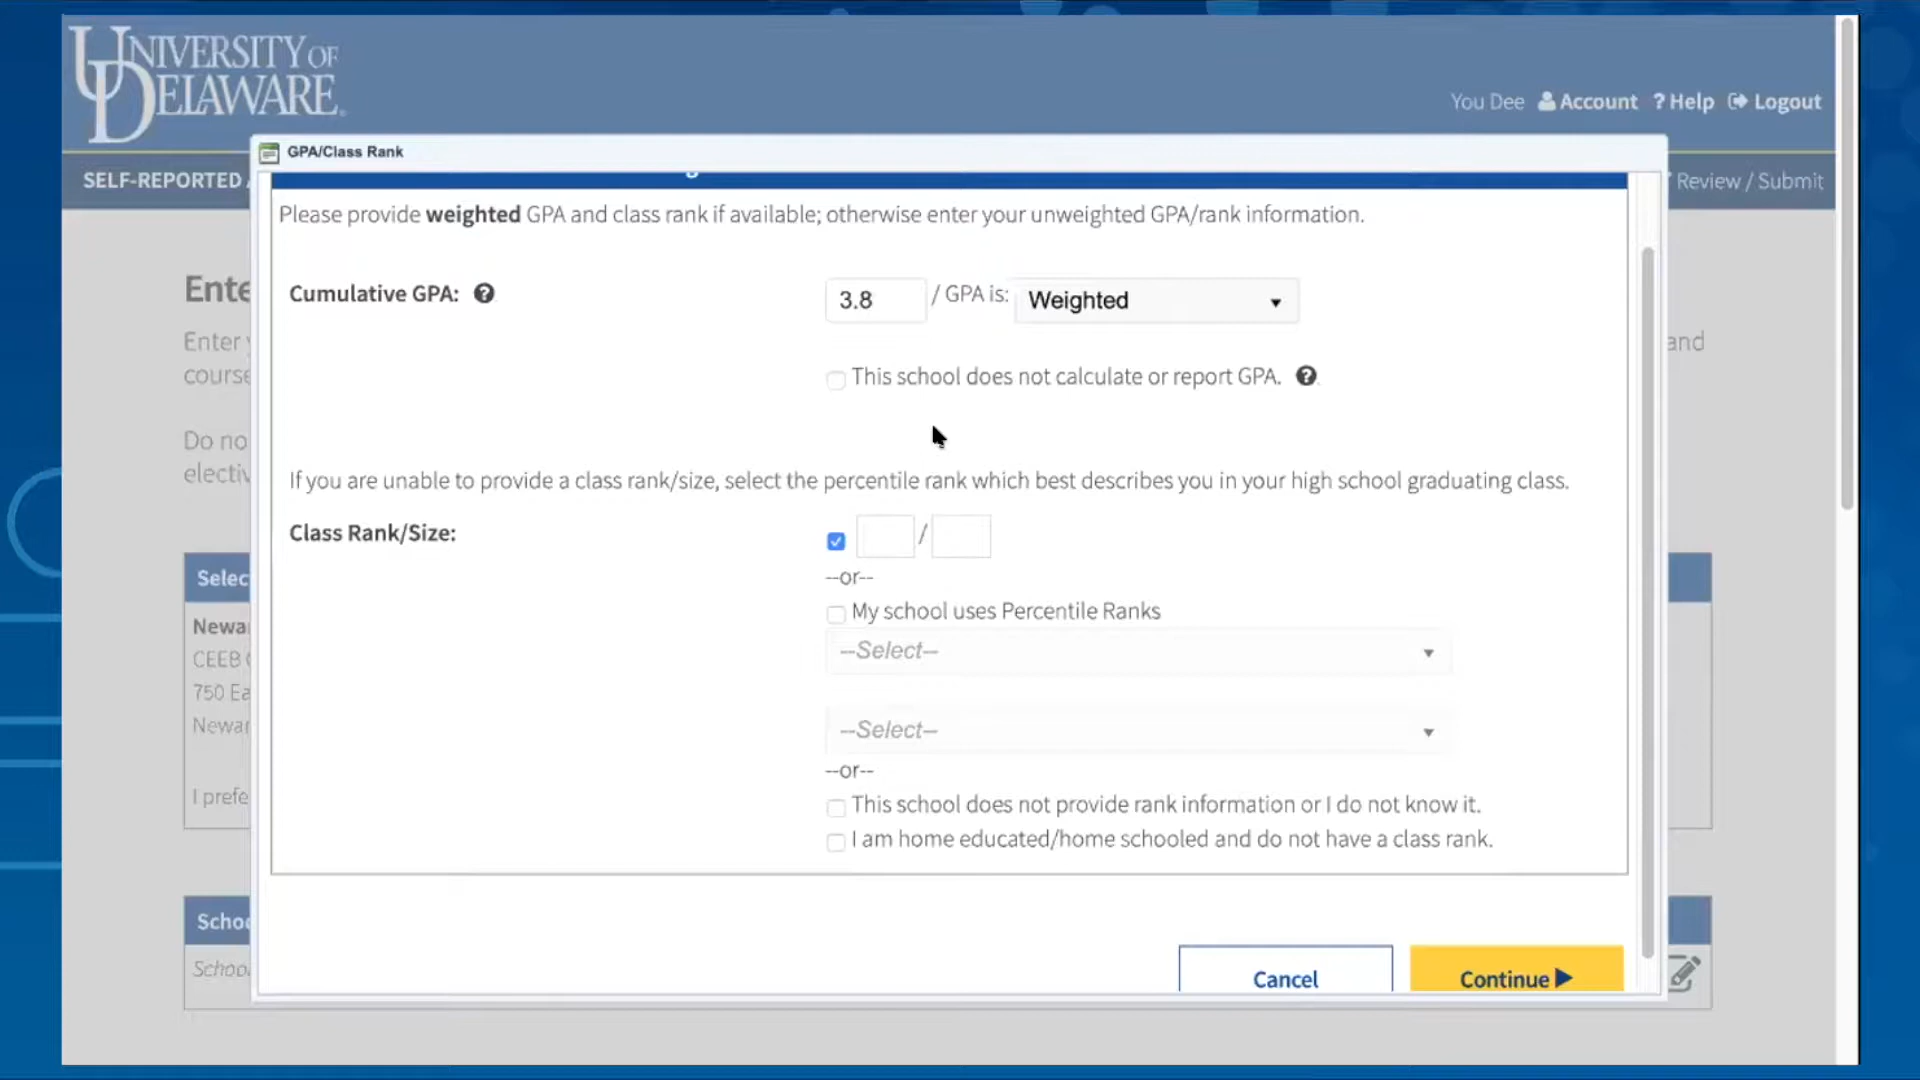 UNIVERSITY OF
DELAWARE
You Dee Account ? Help Logout
GPA/Class Rank
SELF-REPORTED
Review / Submit
Please provide weighted GPA and class rank if available; otherwise enter your unweighted GPA/rank information.
Cumulative GPA: ? 3.8 / GPA is: Weighted
Enter
and
This school does not calculate or report GPA. ?
Do no
If you are unable to provide a class rank/size, select the percentile rank which best describes you in your high school graduating class.
Class Rank/Size: /
--or--
My school uses Percentile Ranks
Newa
--Select--
CEEB
750 Ea
Newar
--Select--
--or--
I prefe
This school does not provide rank information or I do not know it.
I am home educated/home schooled and do not have a class rank.
Schoo
Cancel Continue